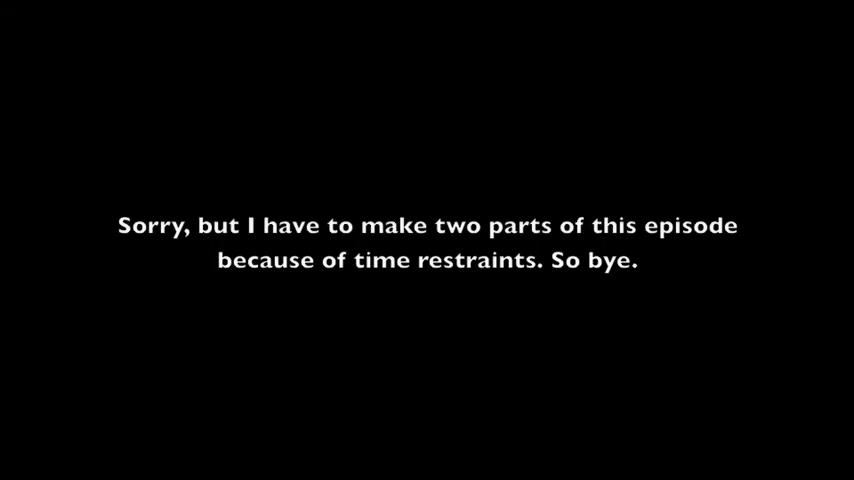 Sorry, but I have to make two parts of this episode
because of time restraints. So bye.